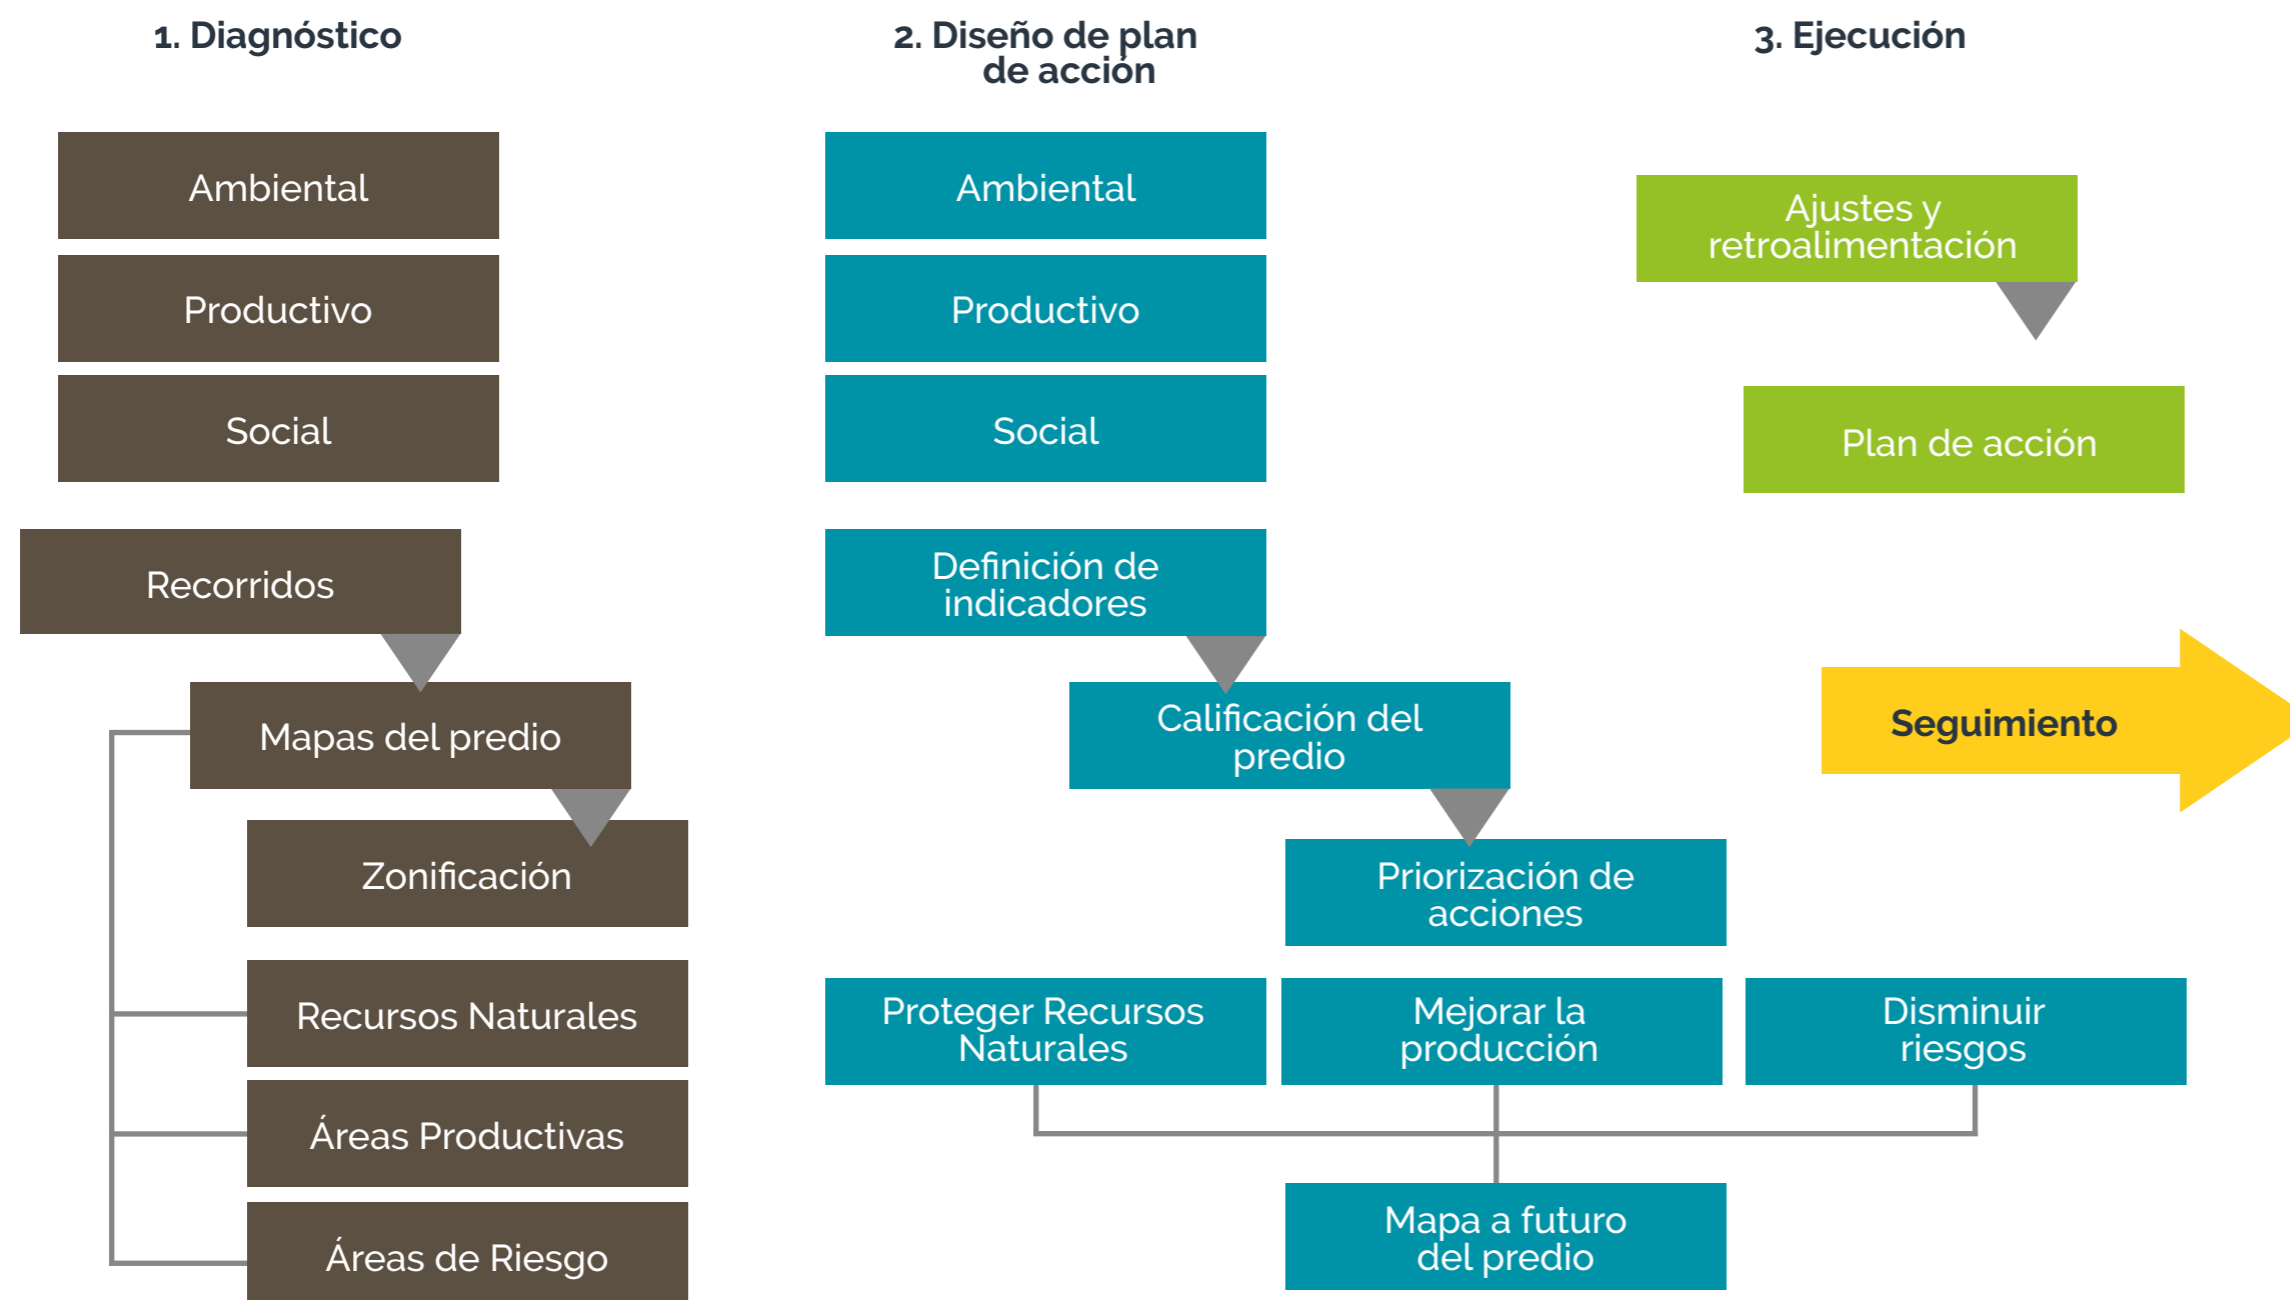 1. Diagnóstico
Ambiental
Productivo
Social
Recorridos
Mapas del predio
Zonificación
Recursos Naturales
Áreas Productivas
Áreas de Riesgo
2. Diseño de plan
de acción
Ambiental
Productivo
Social
Definición de
indicadores
Calificación del
predio
Priorización de
acciones
Proteger Recursos
Naturales
Mejorar la
producción
Disminuir
riesgos
Mapa a futuro
del predio
3. Ejecución
Ajustes y
retroalimentación
Plan de acción
Seguimiento